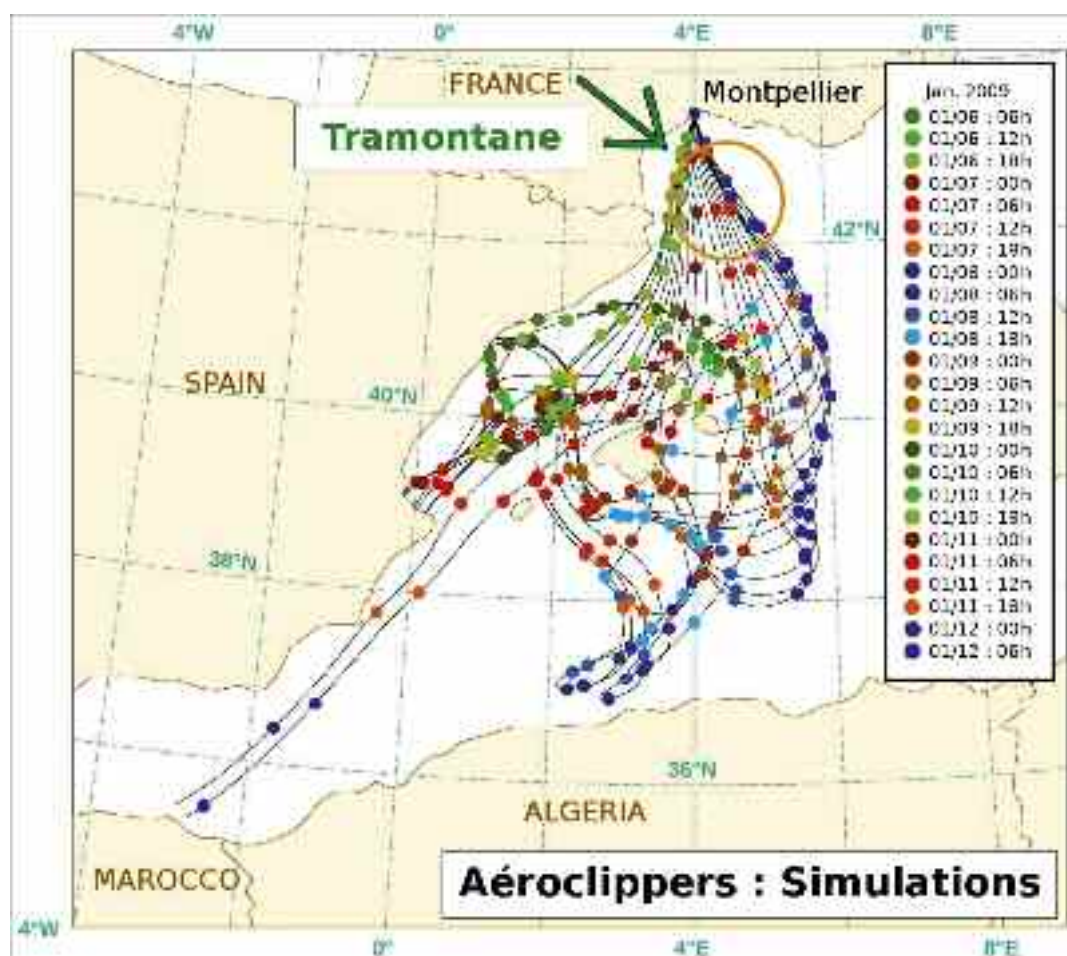 4°W
0°
4°E
8°E
FRANCE
Montpellier
Tramontane
Jan. 2009
01/06 : 06h
01/06 : 12h
01/06 : 18h
01/07 : 00h
01/07 : 06h
01/07 : 12h
01/07 : 18h
01/08 : 00h
01/08 : 06h
01/08 : 12h
01/08 : 18h
01/09 : 00h
01/09 : 06h
01/09 : 12h
01/09 : 18h
01/10 : 00h
01/10 : 06h
01/10 : 12h
01/10 : 18h
01/11 : 00h
01/11 : 06h
01/11 : 12h
01/11 : 18h
01/12 : 00h
01/12 : 06h
42°N
SPAIN
40°N
38°N
36°N
ALGERIA
MAROCCO
Aéroclippers : Simulations
4°W
0°
4°E
8°E